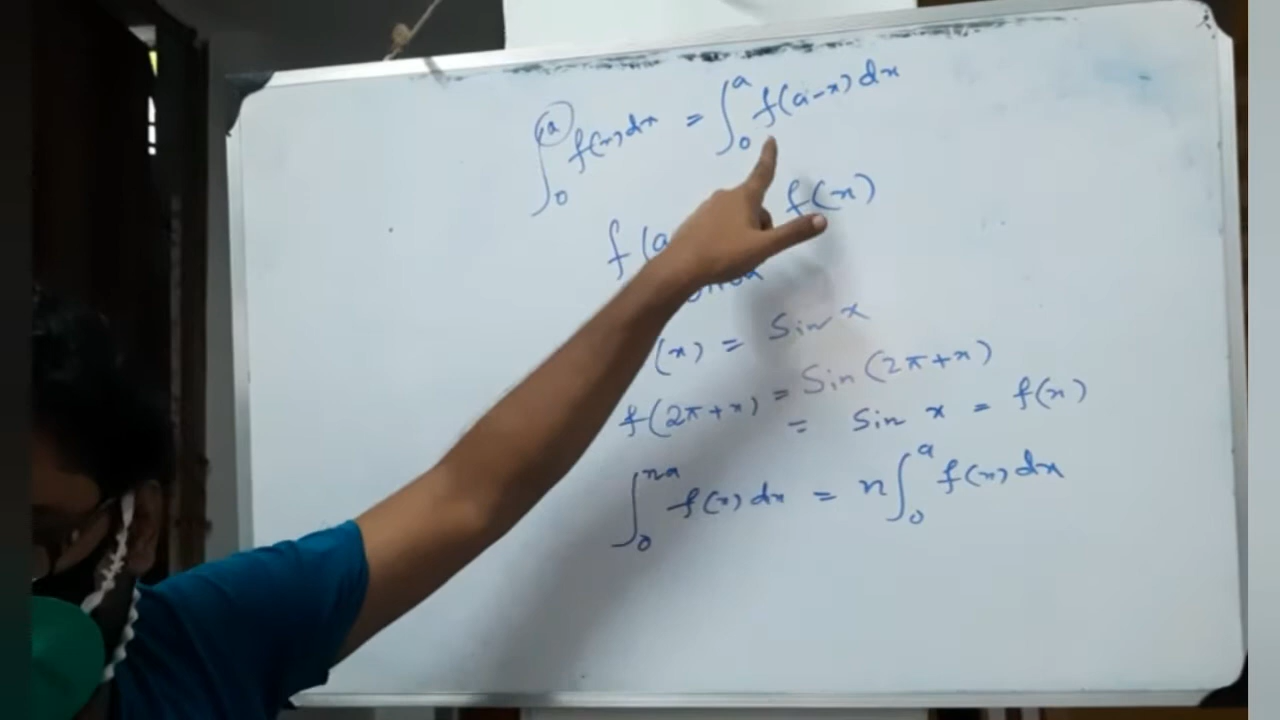 ∫₀ᵃ f(x) dx = ∫₀ᵃ f(a-x) dx
f(a f(x)
(x) = Sin x
f(2π+x) = Sin(2π+x)
= Sin x = f(x)
∫₀ⁿᵃ f(x) dx = n∫₀ᵃ f(x) dx